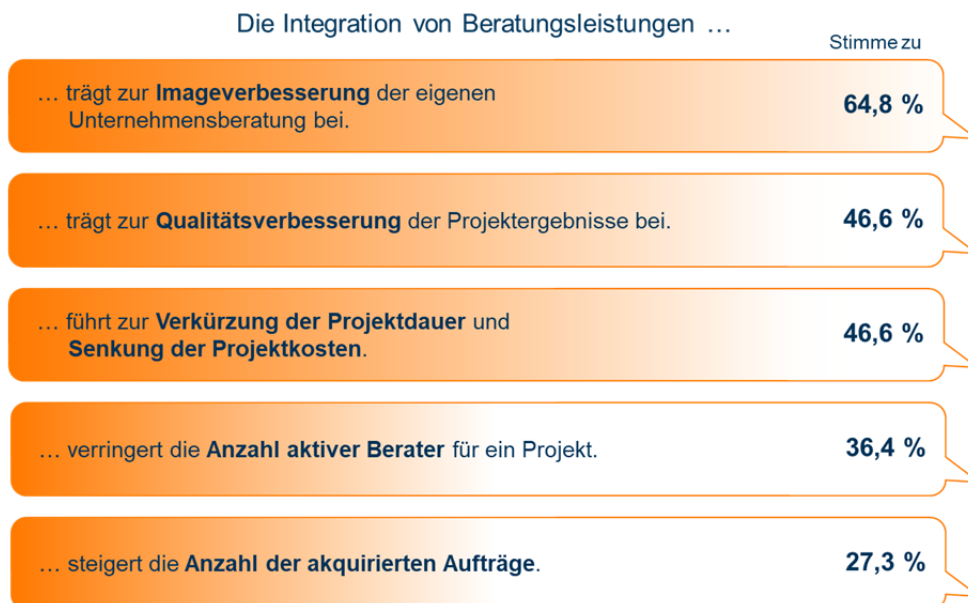 Die Integration von Beratungsleistungen …
Stimme zu
… trägt zur Imageverbesserung der eigenen
Unternehmensberatung bei.
64,8 %
… trägt zur Qualitätsverbesserung der Projektergebnisse bei.
46,6 %
… führt zur Verkürzung der Projektdauer und
Senkung der Projektkosten.
46,6 %
… verringert die Anzahl aktiver Berater für ein Projekt.
36,4 %
… steigert die Anzahl der akquirierten Aufträge.
27,3 %